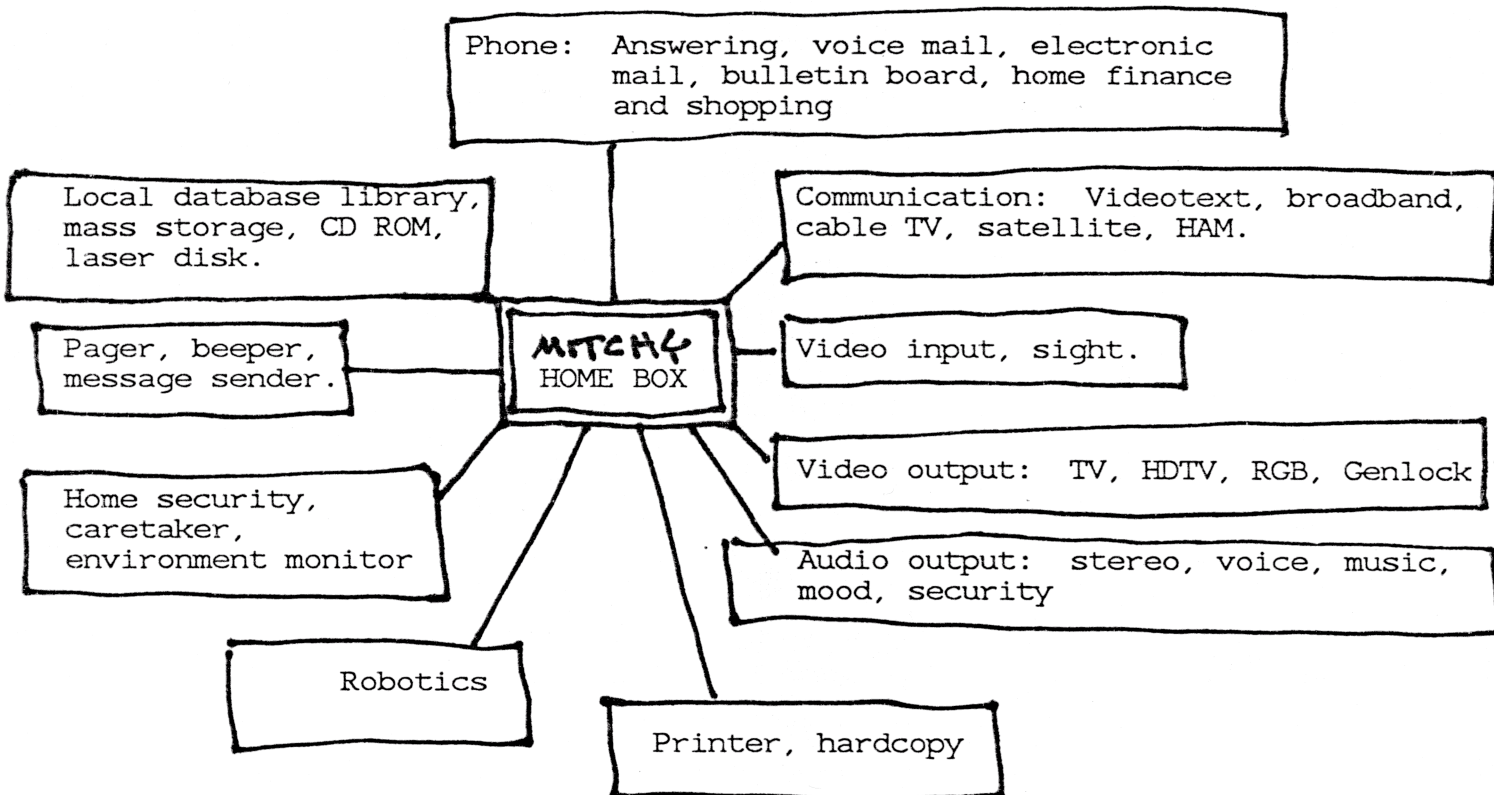 Phone: Answering, voice mail, electronic
mail, bulletin board, home finance
and shopping
Local database library,
mass storage, CD ROM,
laser disk.
Communication: Videotext, broadband,
cable TV, satellite, HAM.
Pager, beeper,
message sender.
HOME BOX
Video input, sight.
Home security,
caretaker,
environment monitor
Video output: TV, HDTV, RGB, Genlock
Audio output: stereo, voice, music,
mood, security
Robotics
Printer, hardcopy